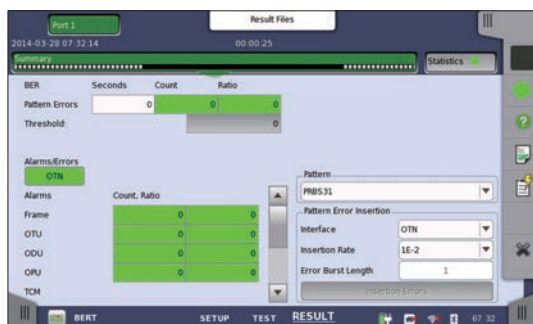 Port 1
Result Files
2014-03-28 07:32:14 00:00:25
Summary
Statistics
BER Seconds Count Ratio
Pattern Errors 0 0 0
Threshold: 0
Alarms/Errors
OTN
Alarms Count. Ratio
Frame 0 0
OTU 0 0
ODU 0 0
OPU 0 0
TCM
Pattern
PRBS31
Pattern Error Insertion
Interface OTN
Insertion Rate 1E-2
Error Burst Length 1
Insertion Errors
BERT SETUP TEST RESULT 07 32